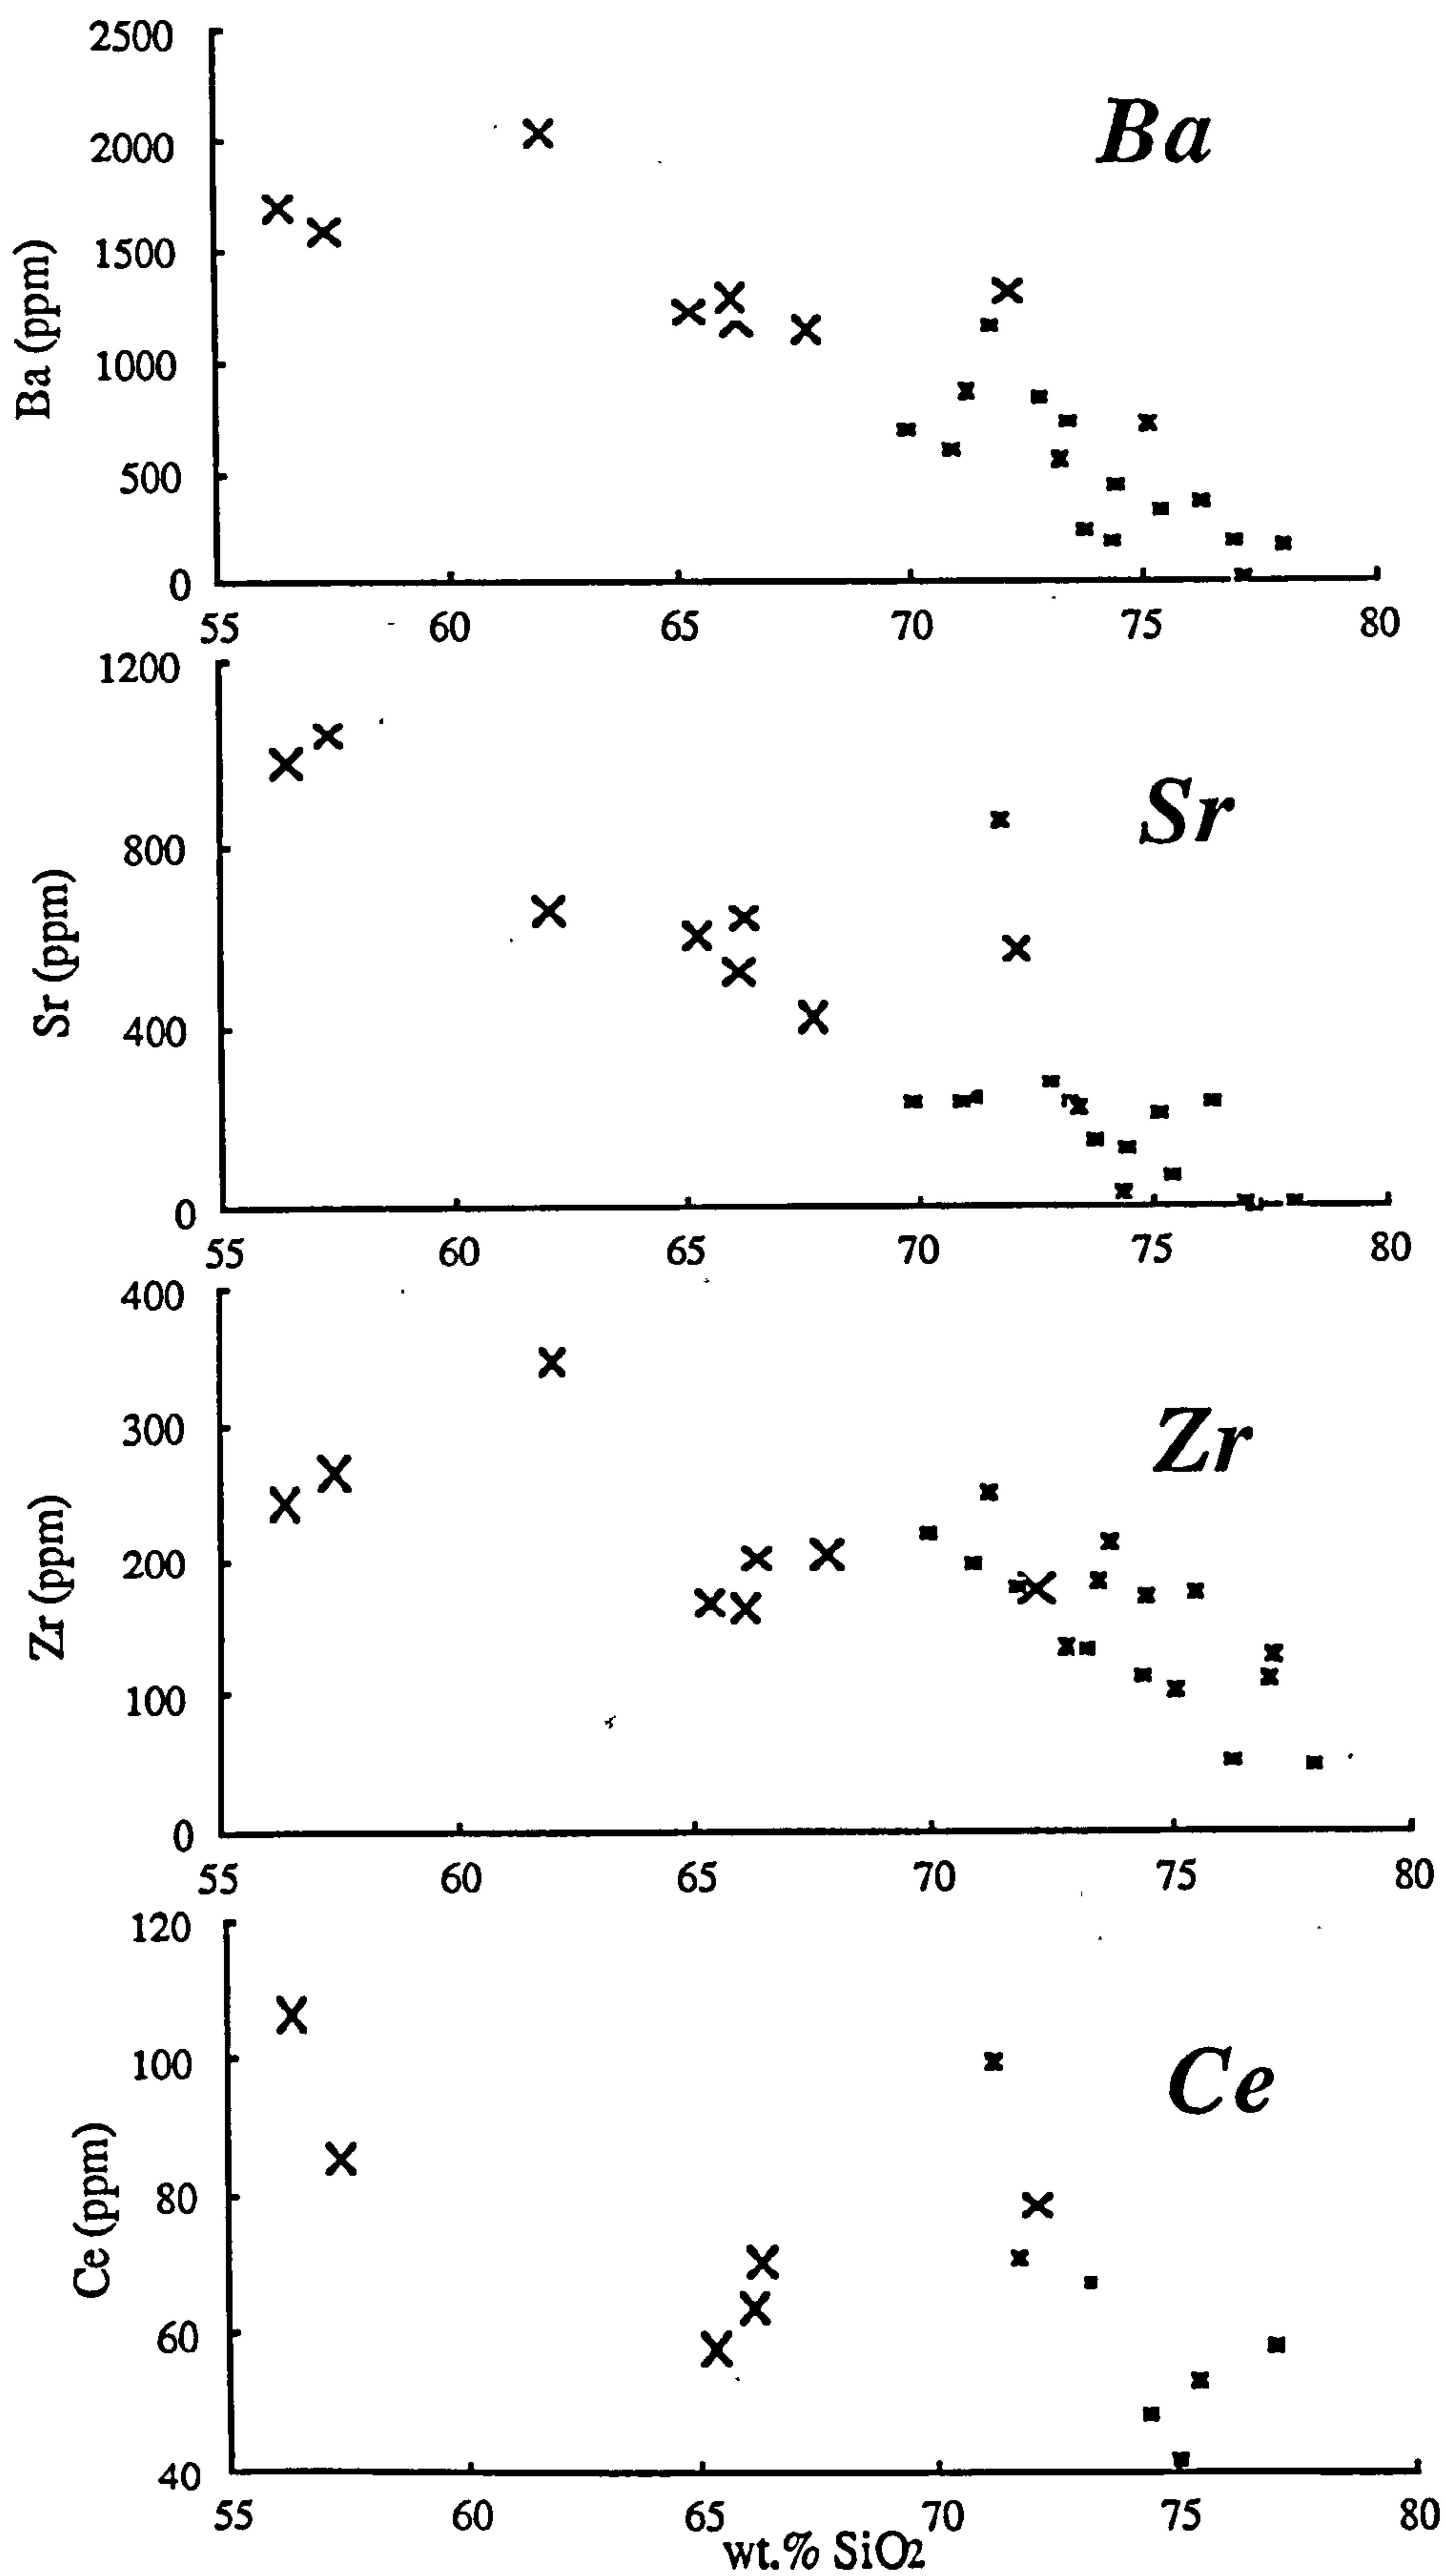 2500
Ba
2000
1500
1000
500
0
Ba (ppm)
55 60 65 70 75 80
1200
Sr
800
400
0
Sr (ppm)
55 60 65 70 75 80
400
Zr
300
200
100
0
Zr (ppm)
55 60 65 70 75 80
120
Ce
100
80
60
40
Ce (ppm)
55 60 65 70 75 80
wt.% SiO2